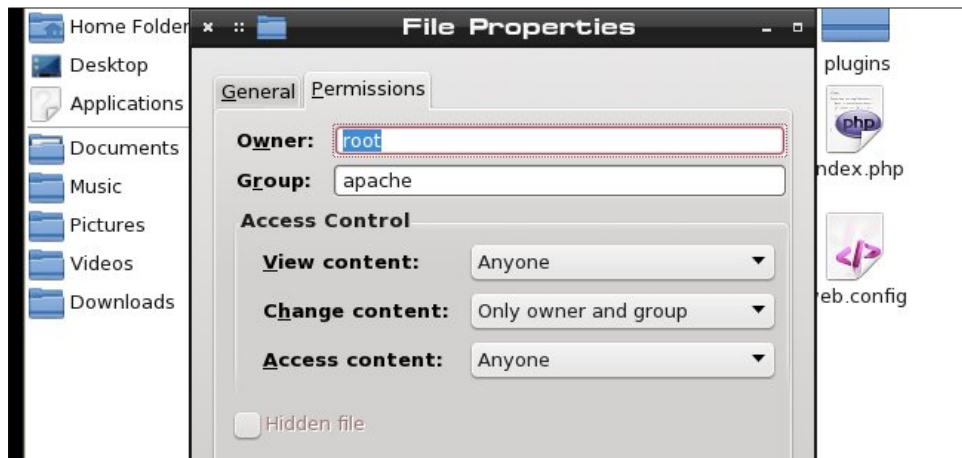 Home Folder
Desktop
Applications
Documents
Music
Pictures
Videos
Downloads
File Properties
General
Permissions
Owner: root
Group: apache
Access Control
View content: Anyone
Change content: Only owner and group
Access content: Anyone
Hidden file
plugins
php
ndex.php
eb.config